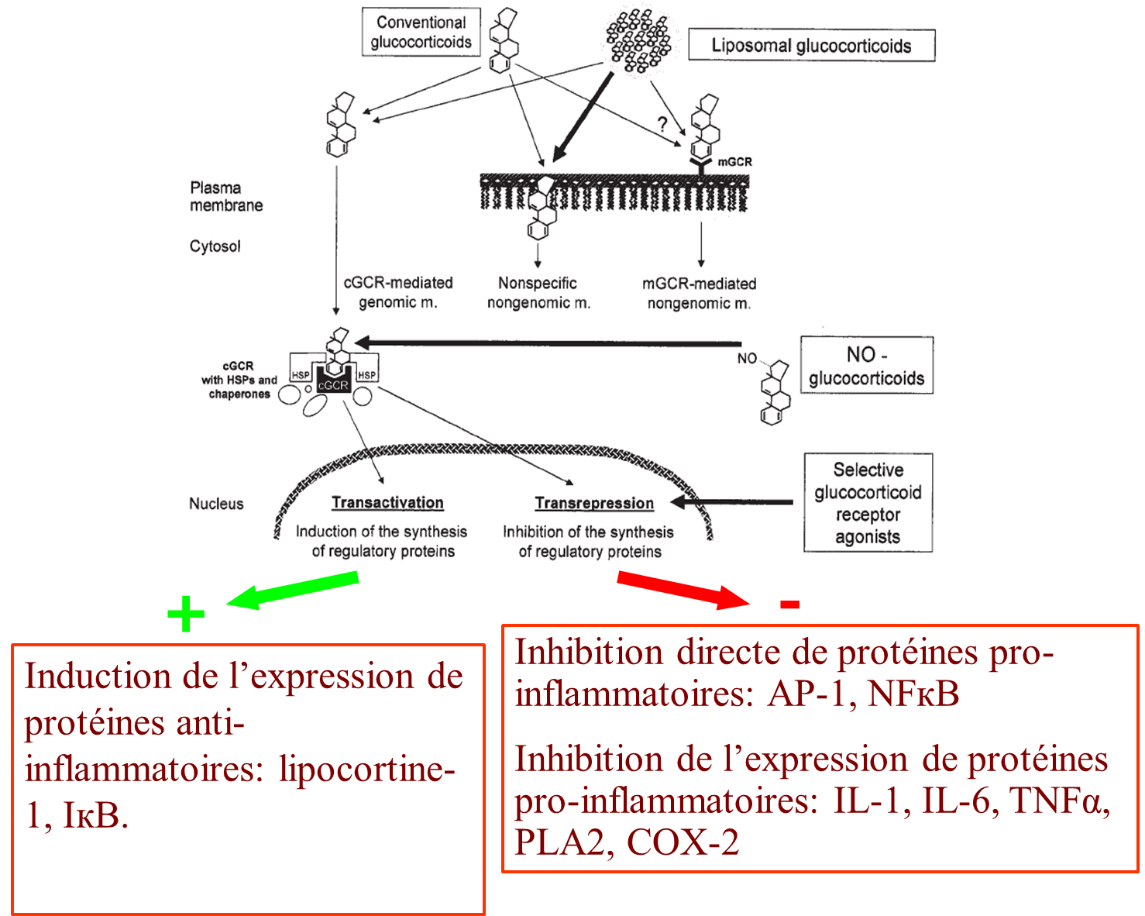 Conventional
glucocorticoids
Liposomal glucocorticoids
?
mGCR
Plasma
membrane
Cytosol
cGCR-mediated
genomic m.
Nonspecific
nongenomic m.
mGCR-mediated
nongenomic m.
cGCR
with HSPs and
chaperones
HSP
HSP
cGCR
NO
NO -
glucocorticoids
Nucleus
Transactivation
Induction of the synthesis
of regulatory proteins
Transrepression
Inhibition of the synthesis
of regulatory proteins
Selective
glucocorticoid
receptor
agonists
+
-
Induction de l’expression de
protéines anti-
inflammatoires: lipocortine-
1, IκB.
Inhibition directe de protéines pro-
inflammatoires: AP-1, NFκB
Inhibition de l’expression de protéines
pro-inflammatoires: IL-1, IL-6, TNFα,
PLA2, COX-2